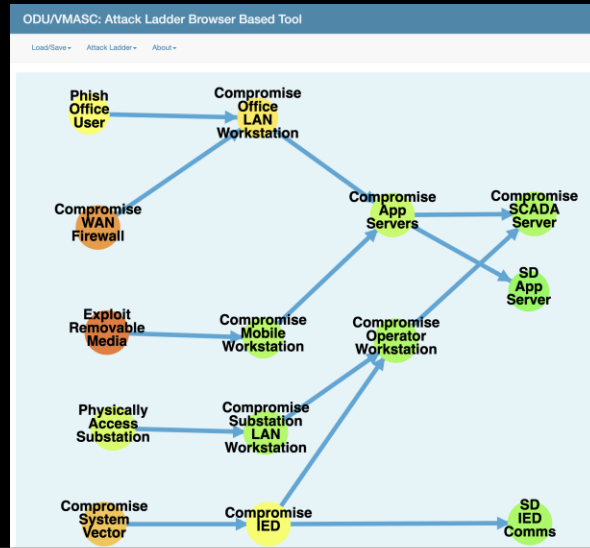 ODU/VMASC: Attack Ladder Browser Based Tool
Load/Save Attack Ladder About
Phish
Office
User
Compromise
Office
LAN
Workstation
Compromise
WAN
Firewall
Compromise
App
Servers
Compromise
SCADA
Server
SD
App
Server
Exploit
Removable
Media
Compromise
Mobile
Workstation
Compromise
Operator
Workstation
Physically
Access
Substation
Compromise
Substation
LAN
Workstation
Compromise
System
Vector
Compromise
IED
SD
IED
Comms